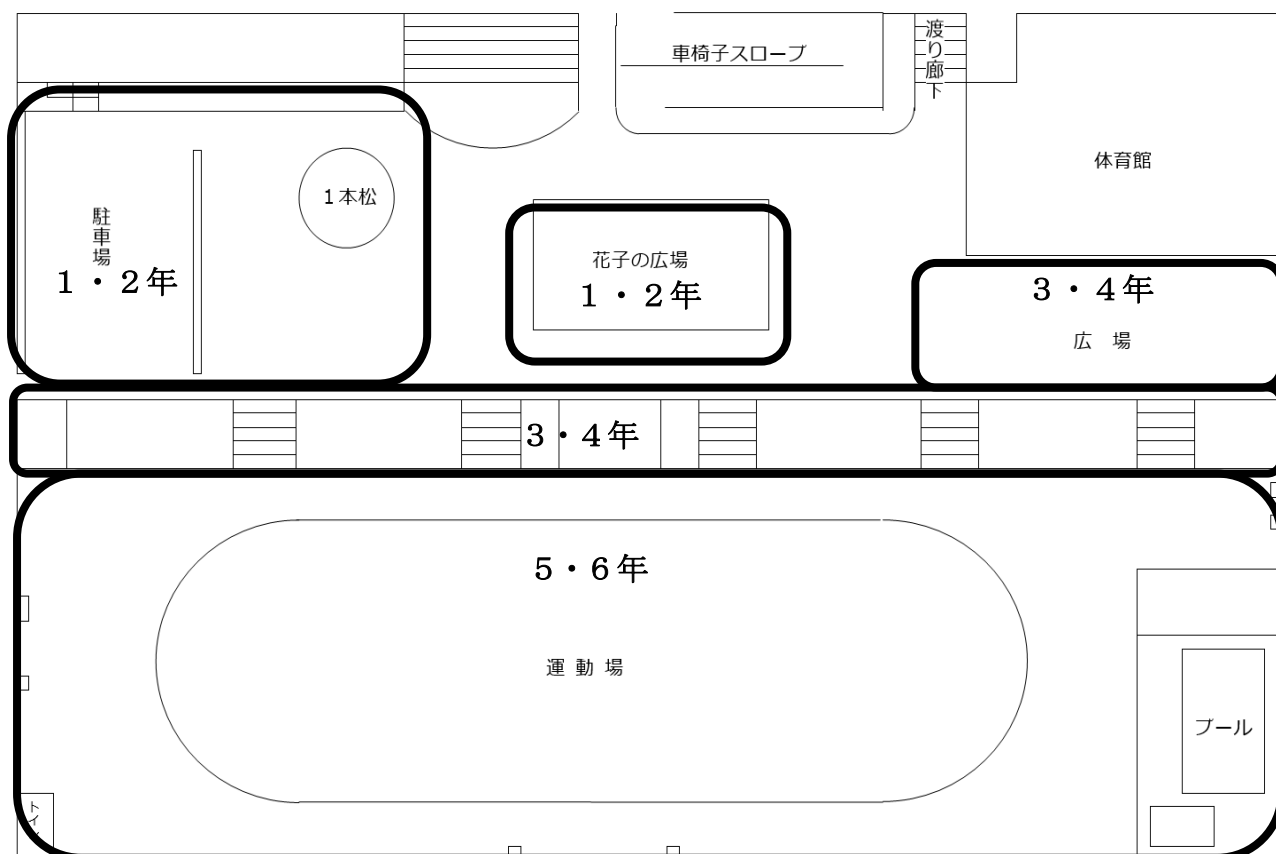 車椅子スロープ
渡り廊下
体育館
1本松
駐車場
1・2年
花子の広場
1・2年
3・4年
広　場
3・4年
5・6年
運 動 場
プール